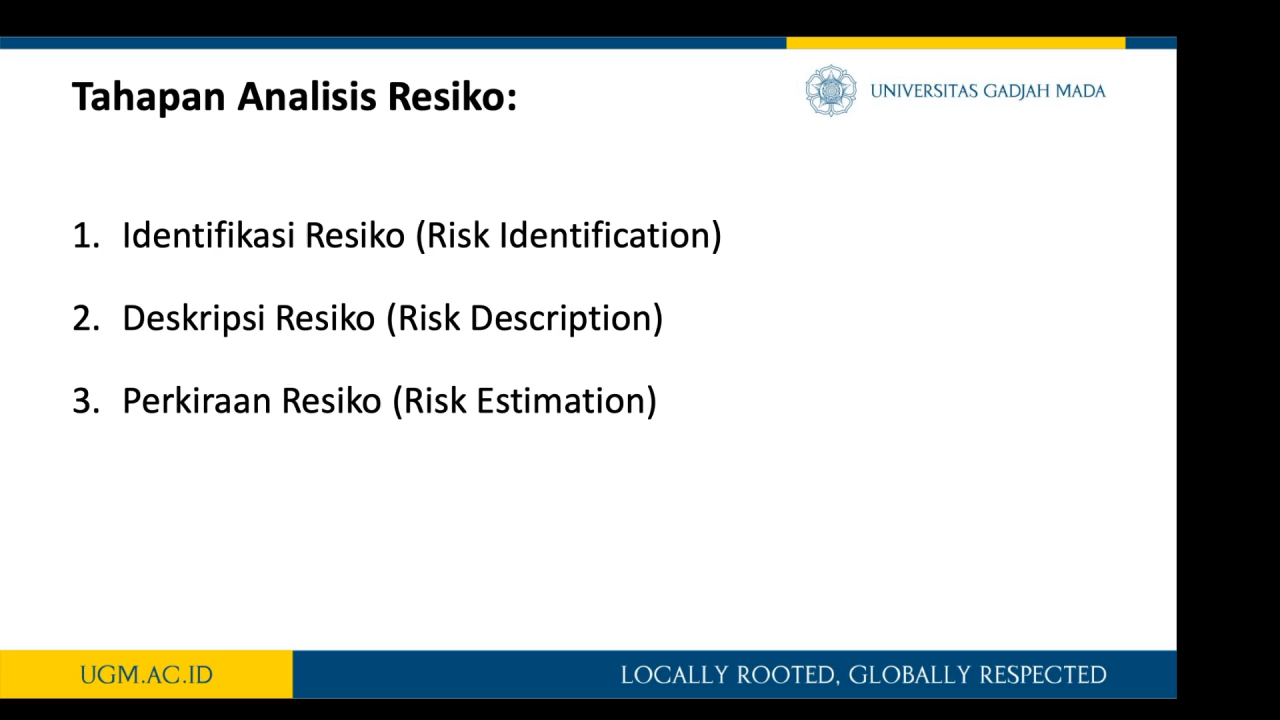 Tahapan Analisis Resiko:
UNIVERSITAS GADJAH MADA
1. Identifikasi Resiko (Risk Identification)
2. Deskripsi Resiko (Risk Description)
3. Perkiraan Resiko (Risk Estimation)
UGM.AC.ID
LOCALLY ROOTED, GLOBALLY RESPECTED